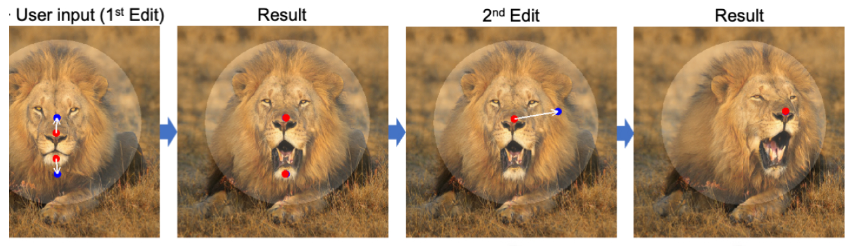 User input (1st Edit)
Result
2nd Edit
Result